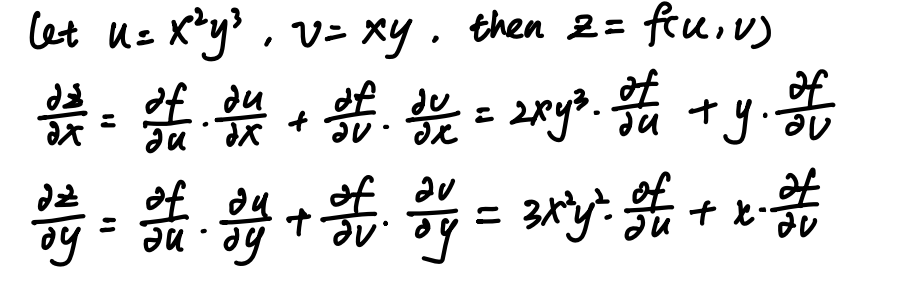 let u = x²y³ , v = xy . then z = f(u,v)
∂z/∂x = ∂f/∂u · ∂u/∂x + ∂f/∂v · ∂v/∂x = 2xy³ · ∂f/∂u + y · ∂f/∂v
∂z/∂y = ∂f/∂u · ∂u/∂y + ∂f/∂v · ∂v/∂y = 3x²y² · ∂f/∂u + x · ∂f/∂v